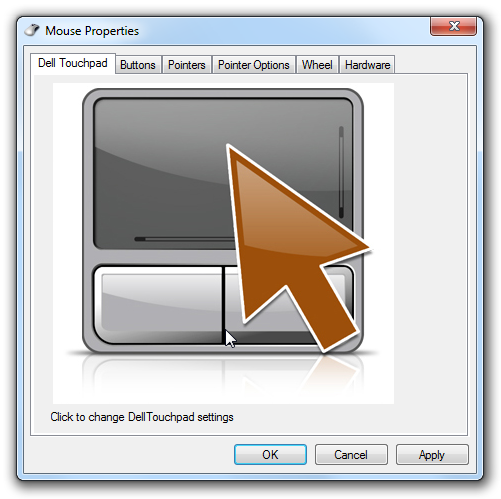 Mouse Properties
Dell Touchpad Buttons Pointers Pointer Options Wheel Hardware
Click to change DellTouchpad settings
OK Cancel Apply